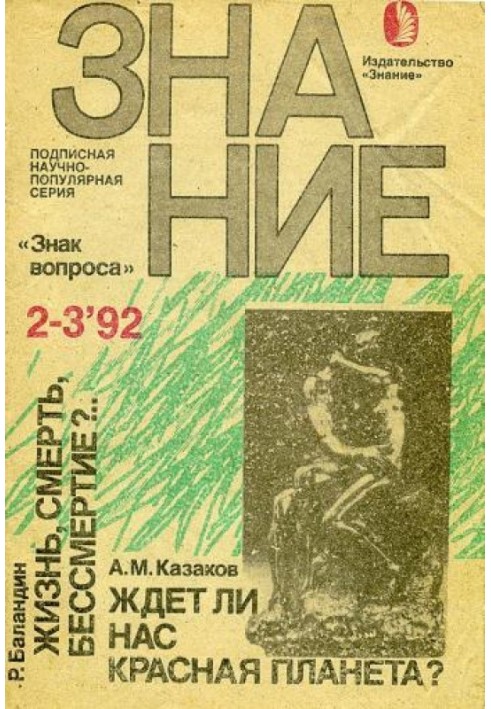 ЗНА
НИЕ
Издательство
«Знание»
ПОДПИСНАЯ
НАУЧНО-
ПОПУЛЯРНАЯ
СЕРИЯ
«Знак
вопроса»
2-3'92
Р. Баландин
ЖИЗНЬ, СМЕРТЬ,
БЕССМЕРТИЕ?..
А.М. Казаков
ЖДЕТ ЛИ
НАС
КРАСНАЯ ПЛАНЕТА?